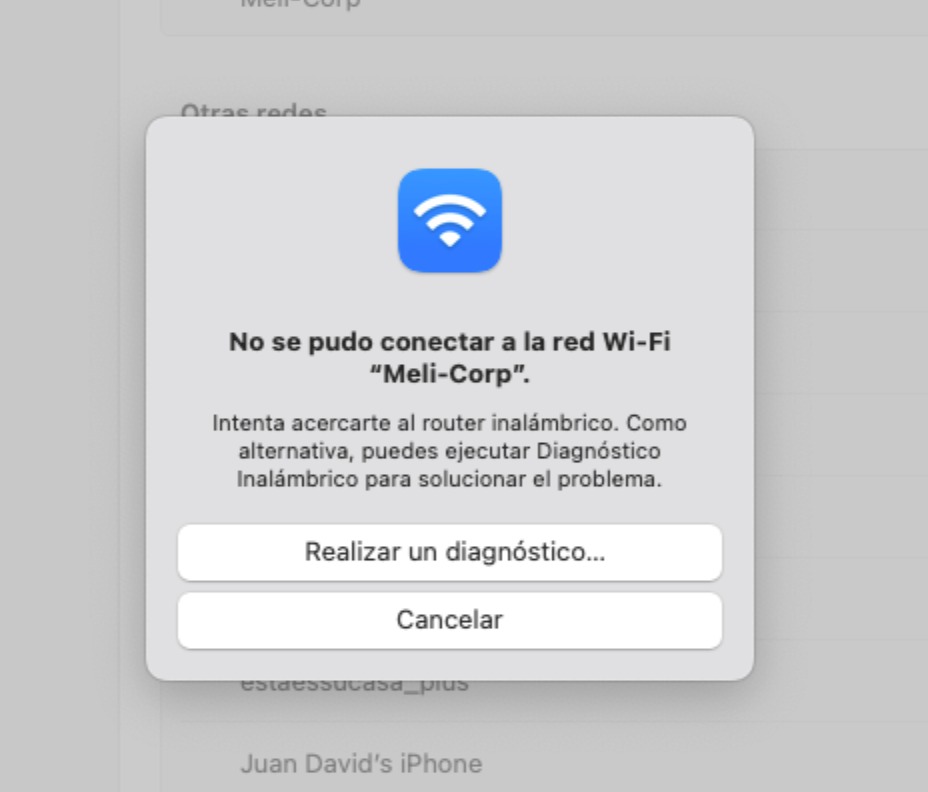 Meli-Corp
Otras redes
No se pudo conectar a la red Wi-Fi
“Meli-Corp”.
Intenta acercarte al router inalámbrico. Como
alternativa, puedes ejecutar Diagnóstico
Inalámbrico para solucionar el problema.
Realizar un diagnóstico...
Cancelar
estaessucasa_plus
Juan David’s iPhone